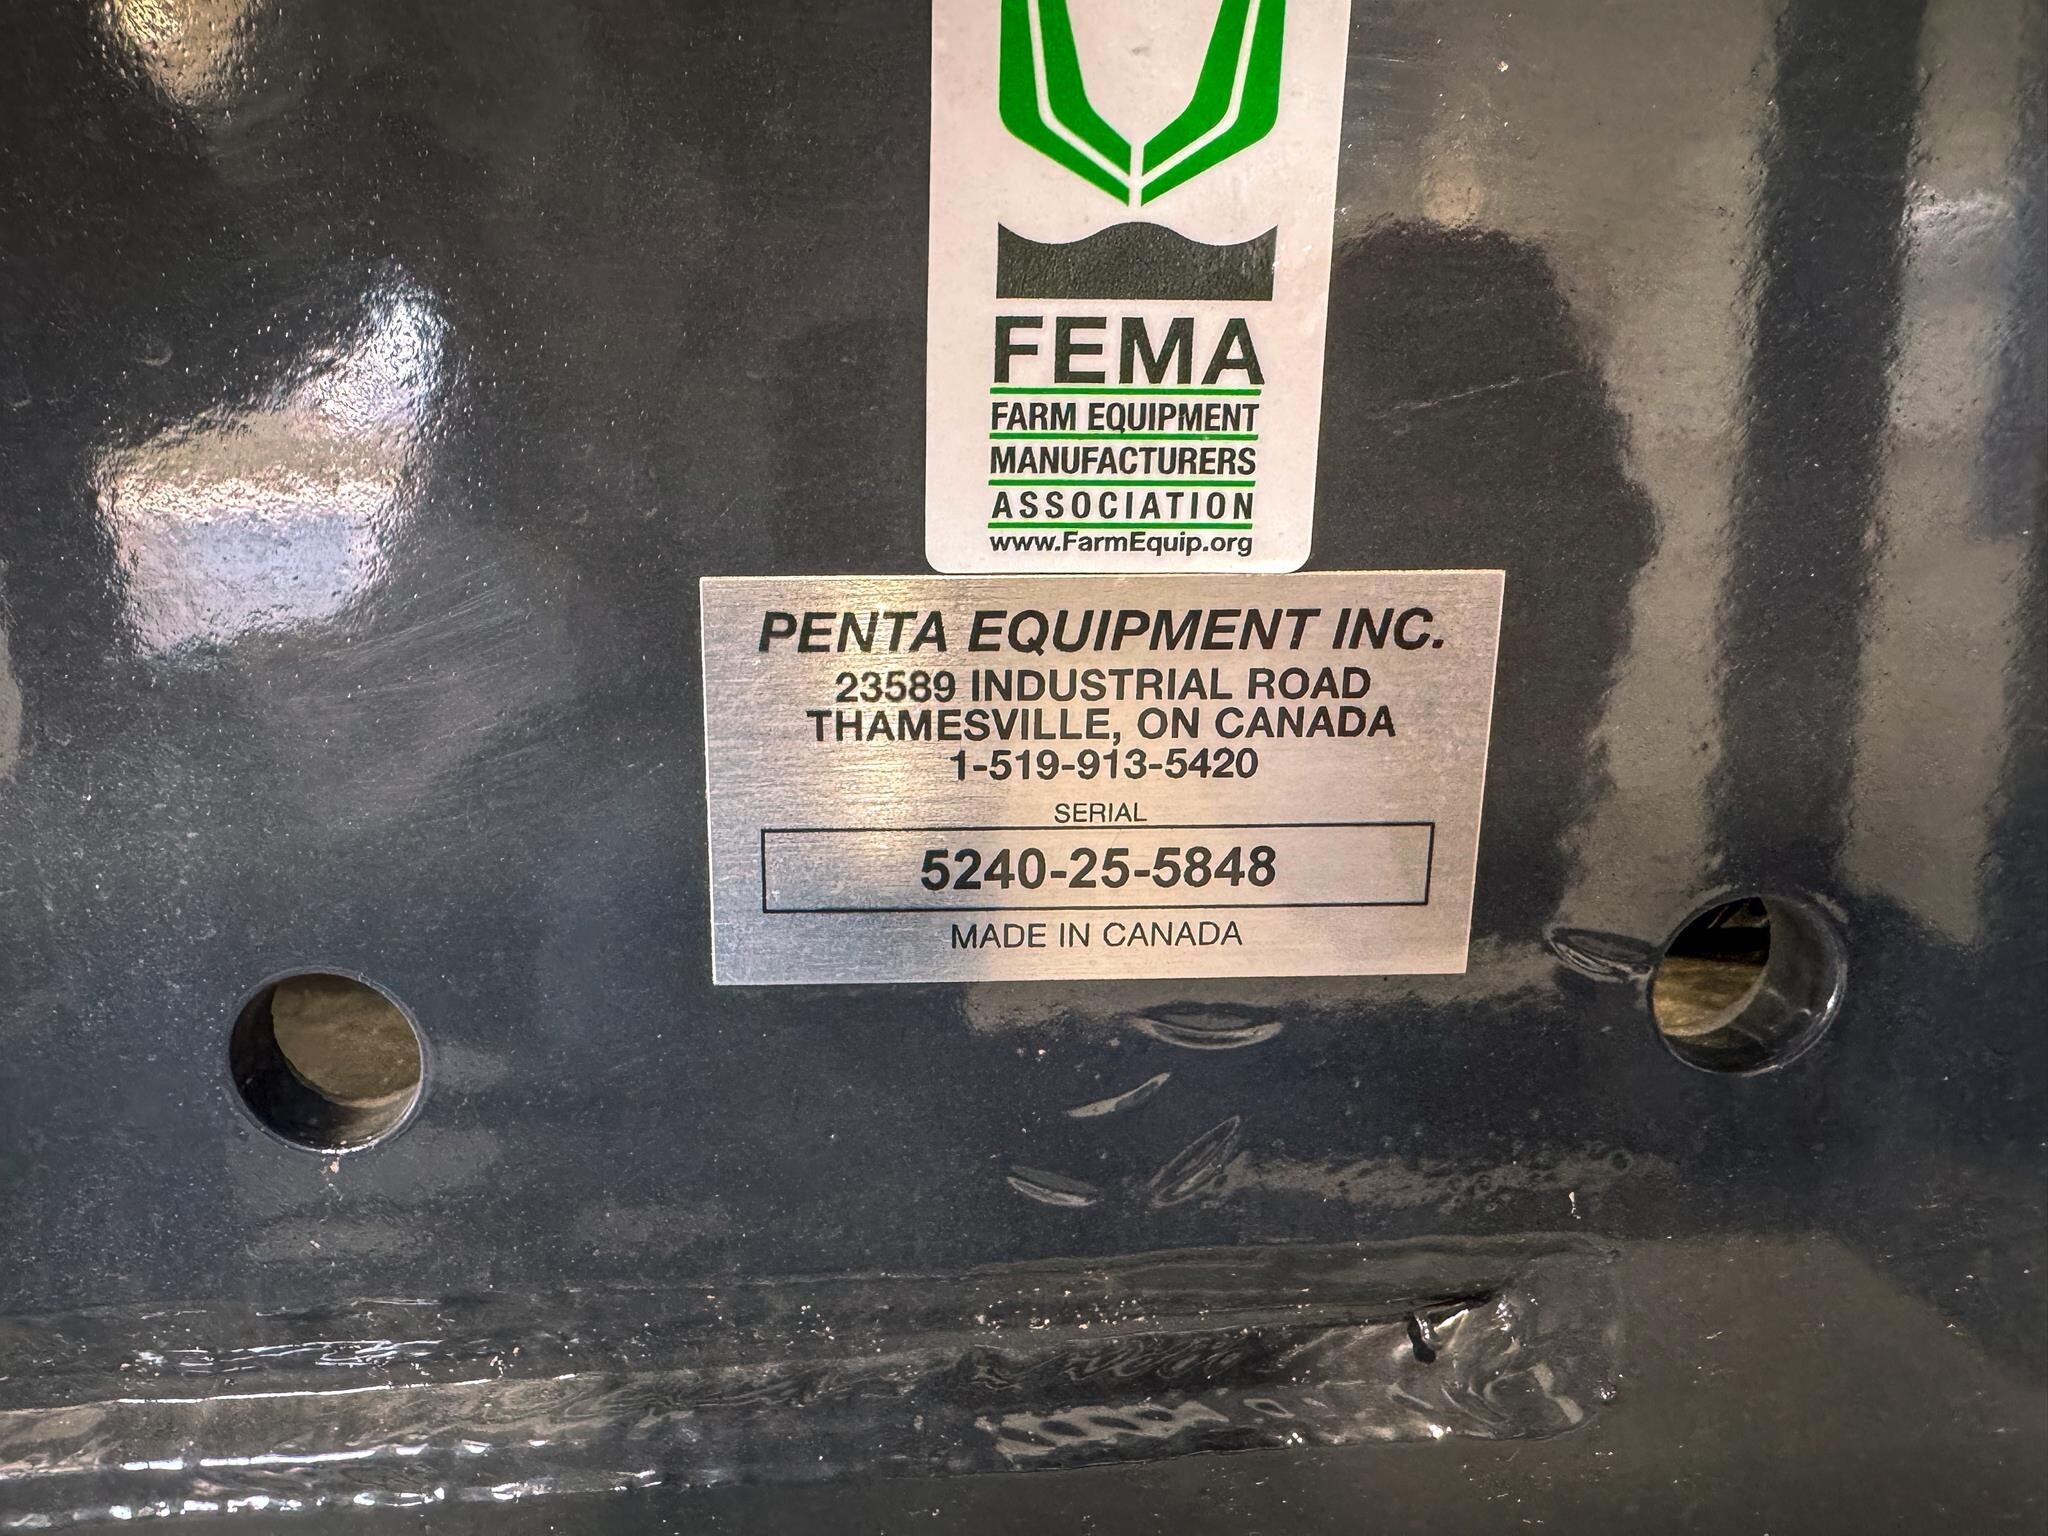 FEMA
FARM EQUIPMENT
MANUFACTURERS
ASSOCIATION
www.FarmEquip.org
PENTA EQUIPMENT INC.
23589 INDUSTRIAL ROAD
THAMESVILLE, ON CANADA
1-519-913-5420
SERIAL
5240-25-5848
MADE IN CANADA